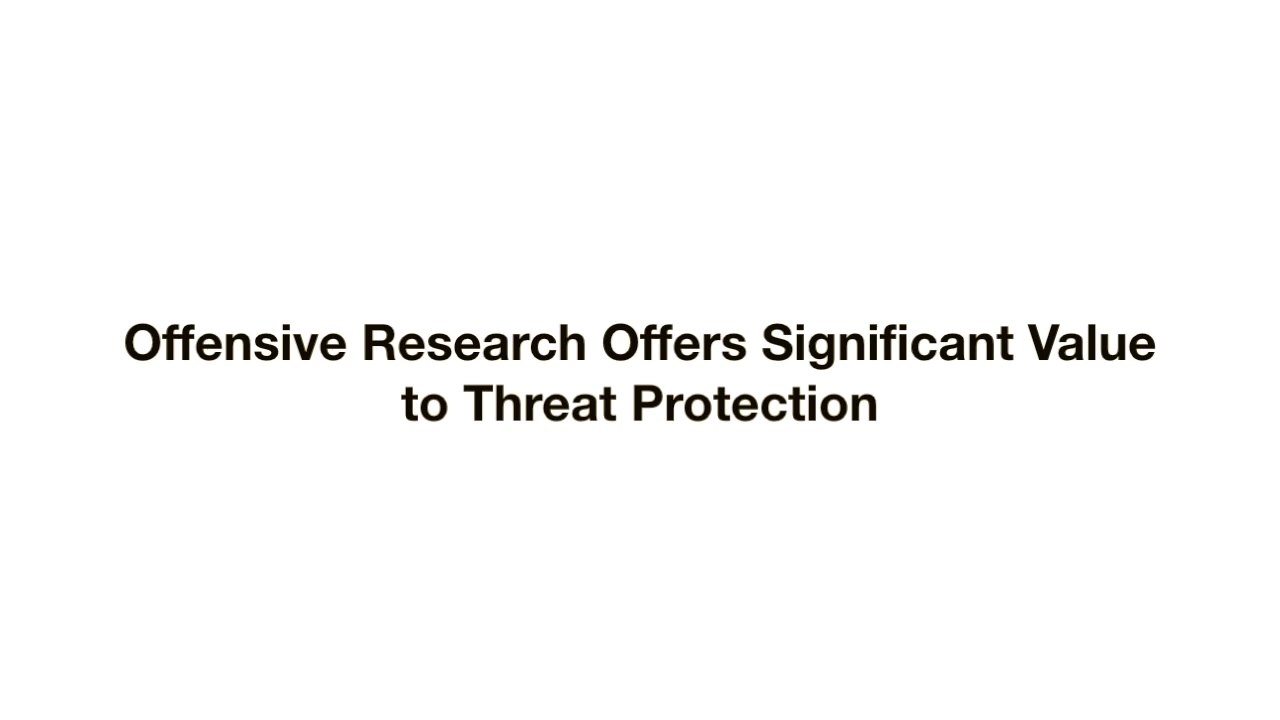 Offensive Research Offers Significant Value
to Threat Protection